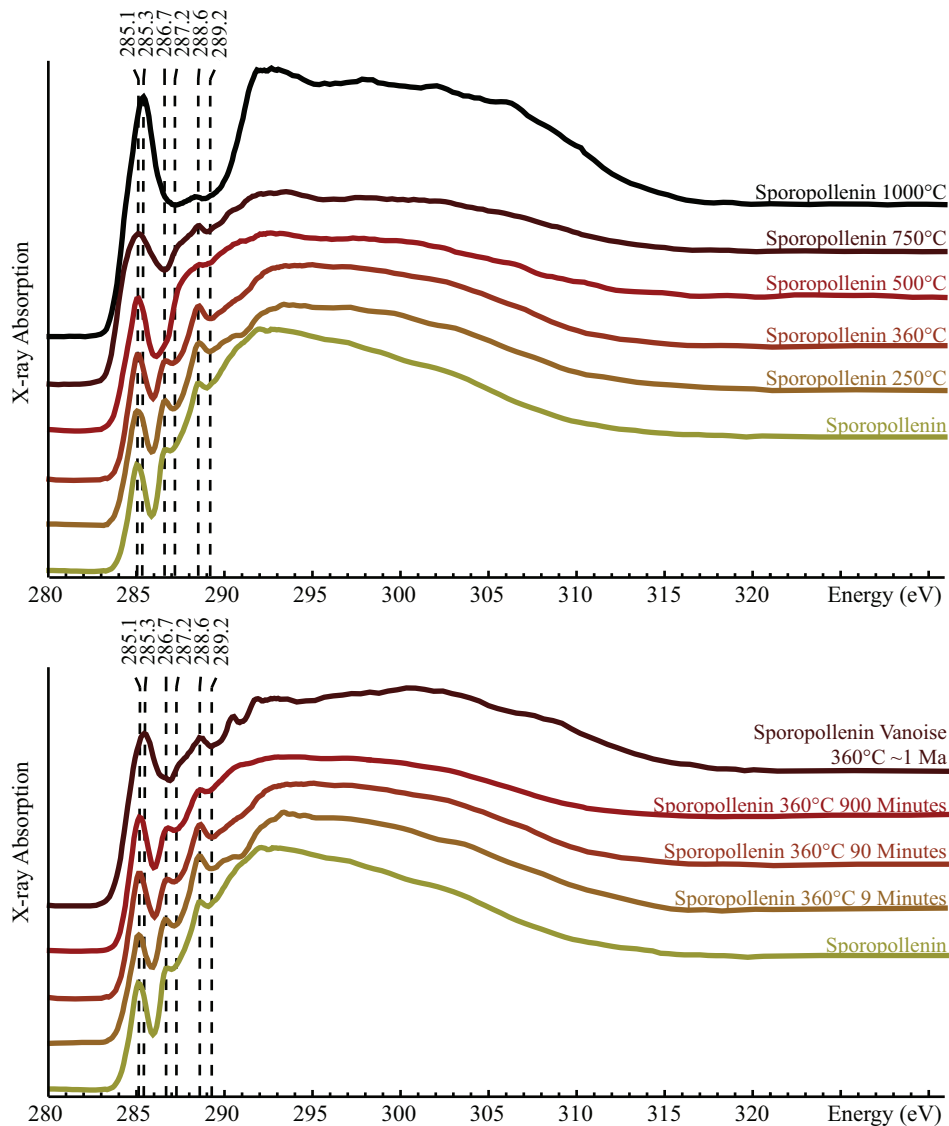 285.1
285.3
286.7
287.2
288.6
289.2
X-ray Absorption
Sporopollenin 1000°C
Sporopollenin 750°C
Sporopollenin 500°C
Sporopollenin 360°C
Sporopollenin 250°C
Sporopollenin
280 285 290 295 300 305 310 315 320 Energy (eV)
285.1
285.3
286.7
287.2
288.6
289.2
X-ray Absorption
Sporopollenin Vanoise
360°C ~1 Ma
Sporopollenin 360°C 900 Minutes
Sporopollenin 360°C 90 Minutes
Sporopollenin 360°C 9 Minutes
Sporopollenin
280 285 290 295 300 305 310 315 320 Energy (eV)